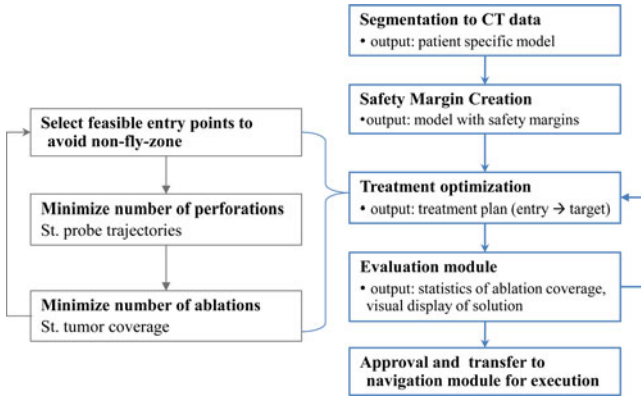 Segmentation to CT data
• output: patient specific model
Safety Margin Creation
•output: model with safety margins
Treatment optimization
• output: treatment plan (entry → target)
Evaluation module
• output: statistics of ablation coverage,
visual display of solution
Approval and transfer to
navigation module for execution
Select feasible entry points to
avoid non-fly-zone
Minimize number of perforations
St. probe trajectories
Minimize number of ablations
St. tumor coverage